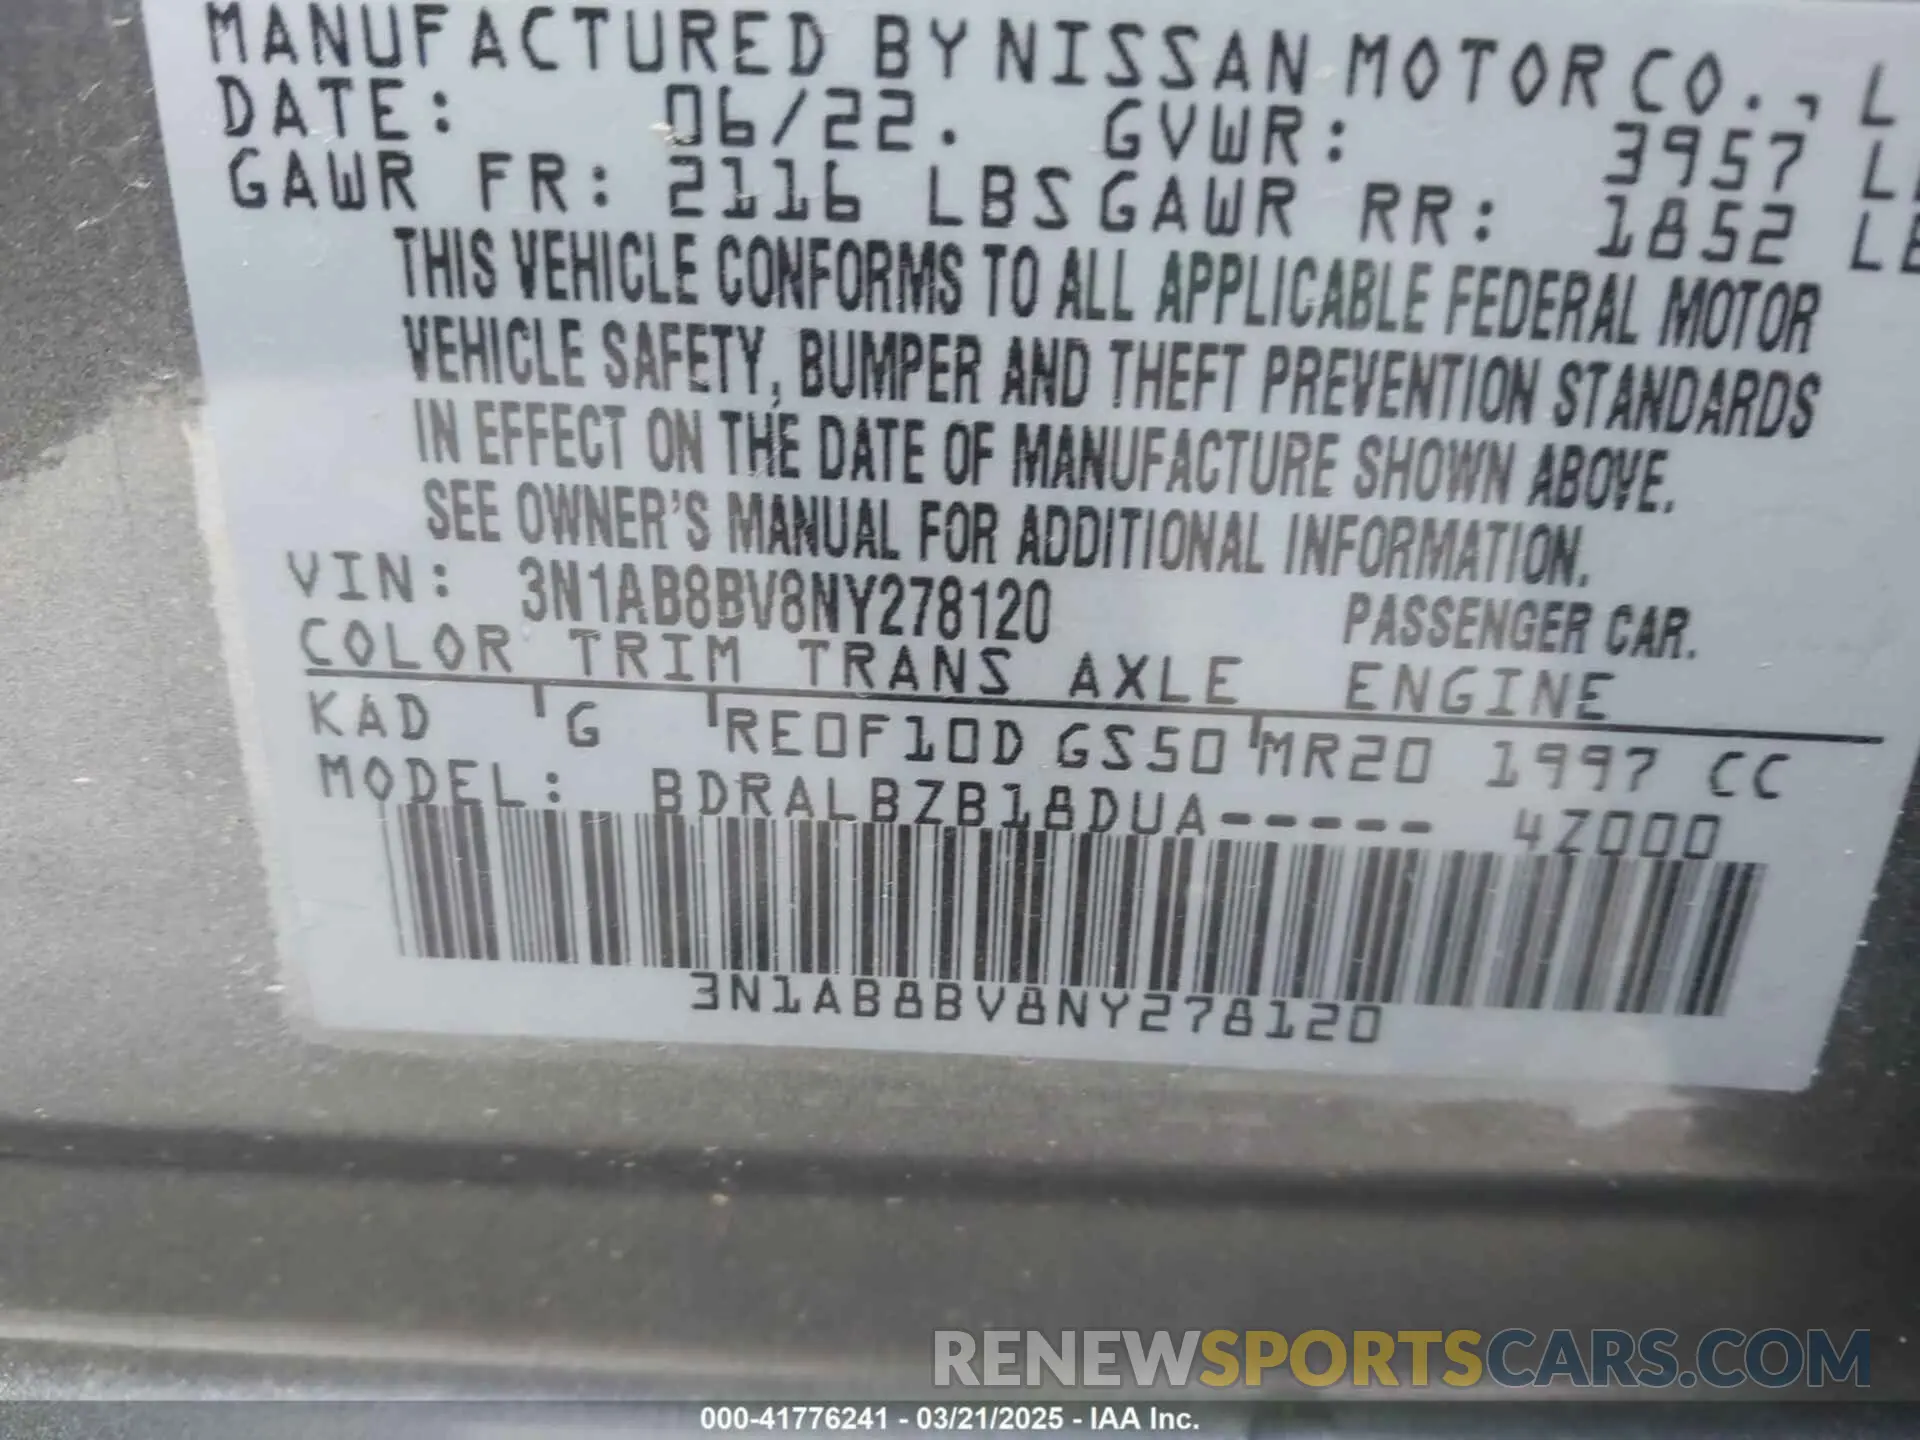 MANUFACTURED BY NISSAN MOTOR CO., L
DATE: 06/22. GVWR: 3957 L
GAWR FR: 2116 LBS GAWR RR: 1852 LB
THIS VEHICLE CONFORMS TO ALL APPLICABLE FEDERAL MOTOR
VEHICLE SAFETY, BUMPER AND THEFT PREVENTION STANDARDS
IN EFFECT ON THE DATE OF MANUFACTURE SHOWN ABOVE.
SEE OWNER'S MANUAL FOR ADDITIONAL INFORMATION.
VIN: 3N1AB8BV8NY278120 PASSENGER CAR.
COLOR TRIM TRANS AXLE ENGINE
KAD G RE0F10D GS50 MR20 1997 CC
MODEL: BDRALBZB18DUA----- 4Z000
3N1AB8BV8NY278120
RENEWSPORTSCARS.COM
000-41776241 - 03/21/2025 - IAA Inc.